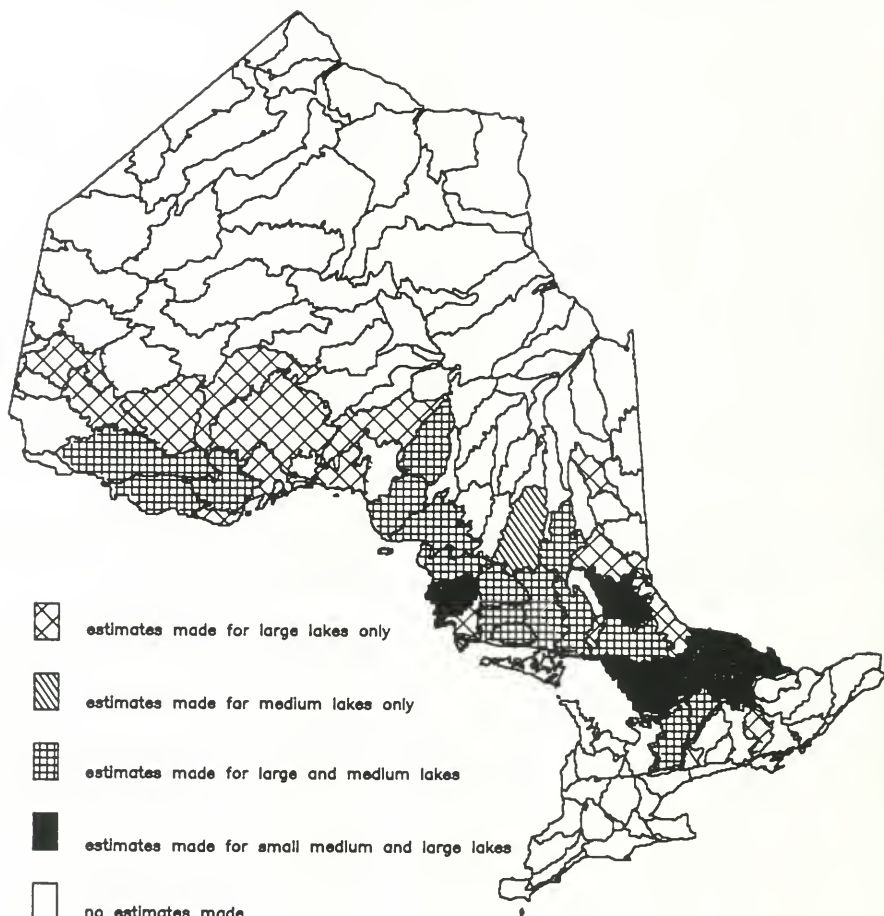 estimates made for large lakes only
estimates made for medium lakes only
estimates made for large and medium lakes
estimates made for small medium and large lakes
no estimates made